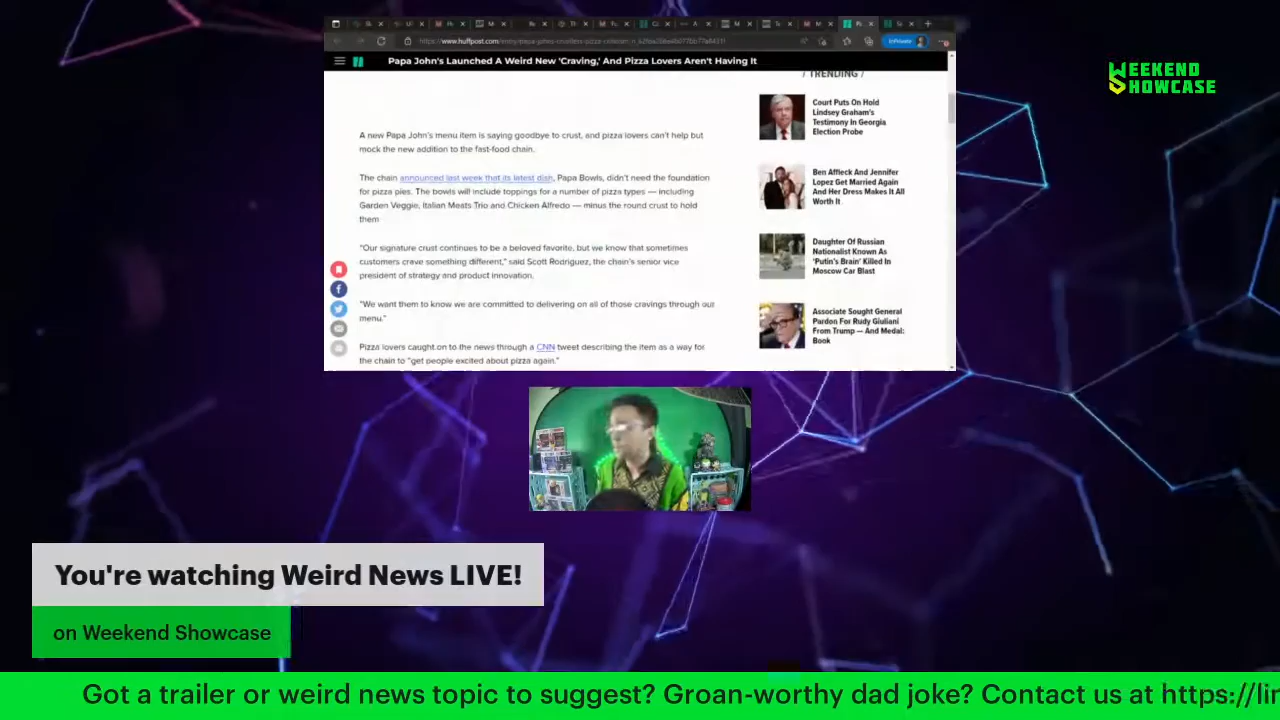 Papa John's Launched A Weird New 'Craving,' And Pizza Lovers Aren't Having It
/ TRENDING /
A new Papa John's menu item is saying goodbye to crust, and pizza lovers can't help but
mock the new addition to the fast-food chain.
The chain announced last week that its latest dish, Papa Bowls, didn't need the foundation
for pizza pies. The bowls will include toppings for a number of pizza types — including
Garden Veggie, Italian Meats Trio and Chicken Alfredo — minus the round crust to hold
them
"Our signature crust continues to be a beloved favorite, but we know that sometimes
customers crave something different," said Scott Rodriguez, the chain's senior vice
president of strategy and product innovation.
"We want them to know we are committed to delivering on all of those cravings through our
menu."
Pizza lovers caught on to the news through a CNN tweet describing the item as a way for
the chain to "get people excited about pizza again."
Court Puts On Hold
Lindsey Graham's
Testimony In Georgia
Election Probe
Ben Affleck And Jennifer
Lopez Get Married Again
And Her Dress Makes It All
Worth It
Daughter Of Russian
Nationalist Known As
'Putin's Brain' Killed In
Moscow Car Blast
Associate Sought General
Pardon For Rudy Giuliani
From Trump — And Medal:
Book
InPrivate
WEEKEND
SHOWCASE
You're watching Weird News LIVE!
on Weekend Showcase
Got a trailer or weird news topic to suggest? Groan-worthy dad joke? Contact us at https://lin